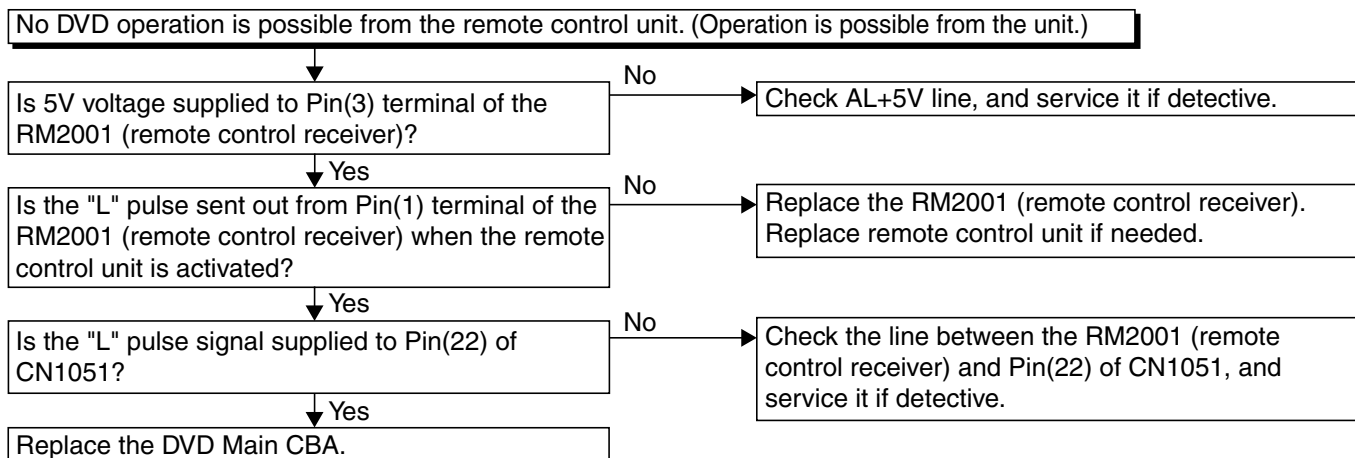 No DVD operation is possible from the remote control unit. (Operation is possible from the unit.)
No
Is 5V voltage supplied to Pin(3) terminal of the
RM2001 (remote control receiver)?
Check AL+5V line, and service it if detective.
Yes
No
Is the "L" pulse sent out from Pin(1) terminal of the
RM2001 (remote control receiver) when the remote
control unit is activated?
Replace the RM2001 (remote control receiver).
Replace remote control unit if needed.
Yes
No
Is the "L" pulse signal supplied to Pin(22) of
CN1051?
Check the line between the RM2001 (remote
control receiver) and Pin(22) of CN1051, and
service it if detective.
Yes
Replace the DVD Main CBA.